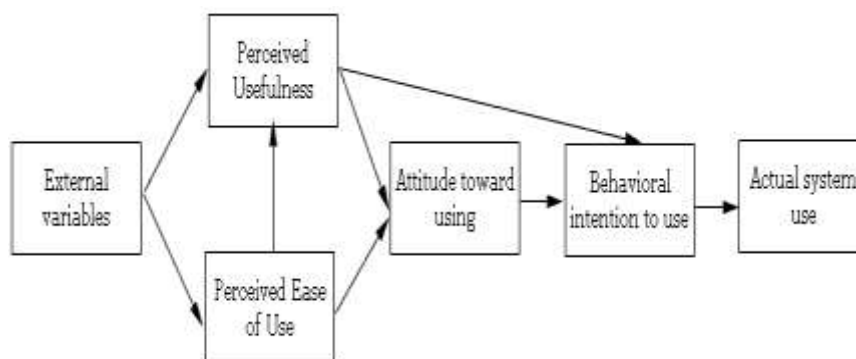 Perceived
Usefulness
External
variables
Attitude toward
using
Behavioral
intention to use
Actual system
use
Perceived Ease
of Use